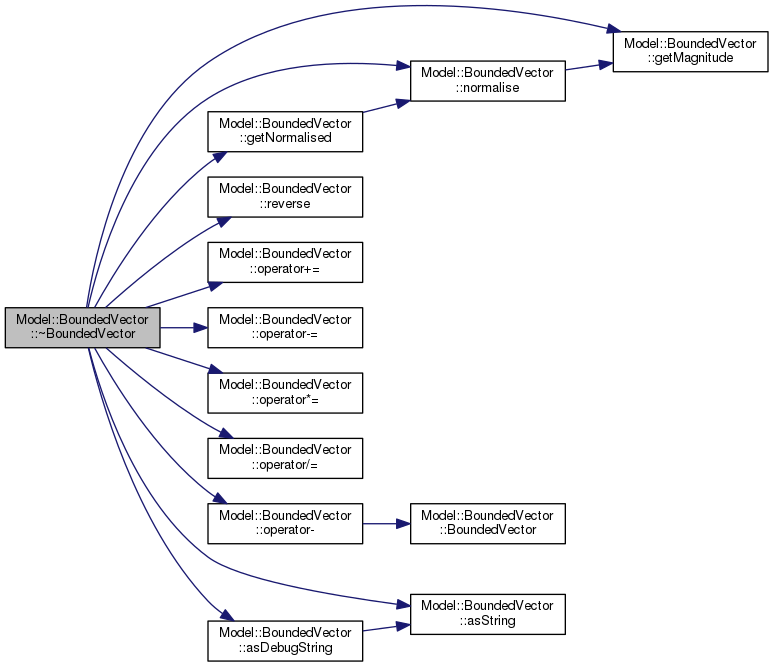 Model::BoundedVector
::~BoundedVector
Model::BoundedVector
::getMagnitude
Model::BoundedVector
::normalise
Model::BoundedVector
::getNormalised
Model::BoundedVector
::reverse
Model::BoundedVector
::operator+=
Model::BoundedVector
::operator-=
Model::BoundedVector
::operator*=
Model::BoundedVector
::operator/=
Model::BoundedVector
::operator-
Model::BoundedVector
::BoundedVector
Model::BoundedVector
::asString
Model::BoundedVector
::asDebugString